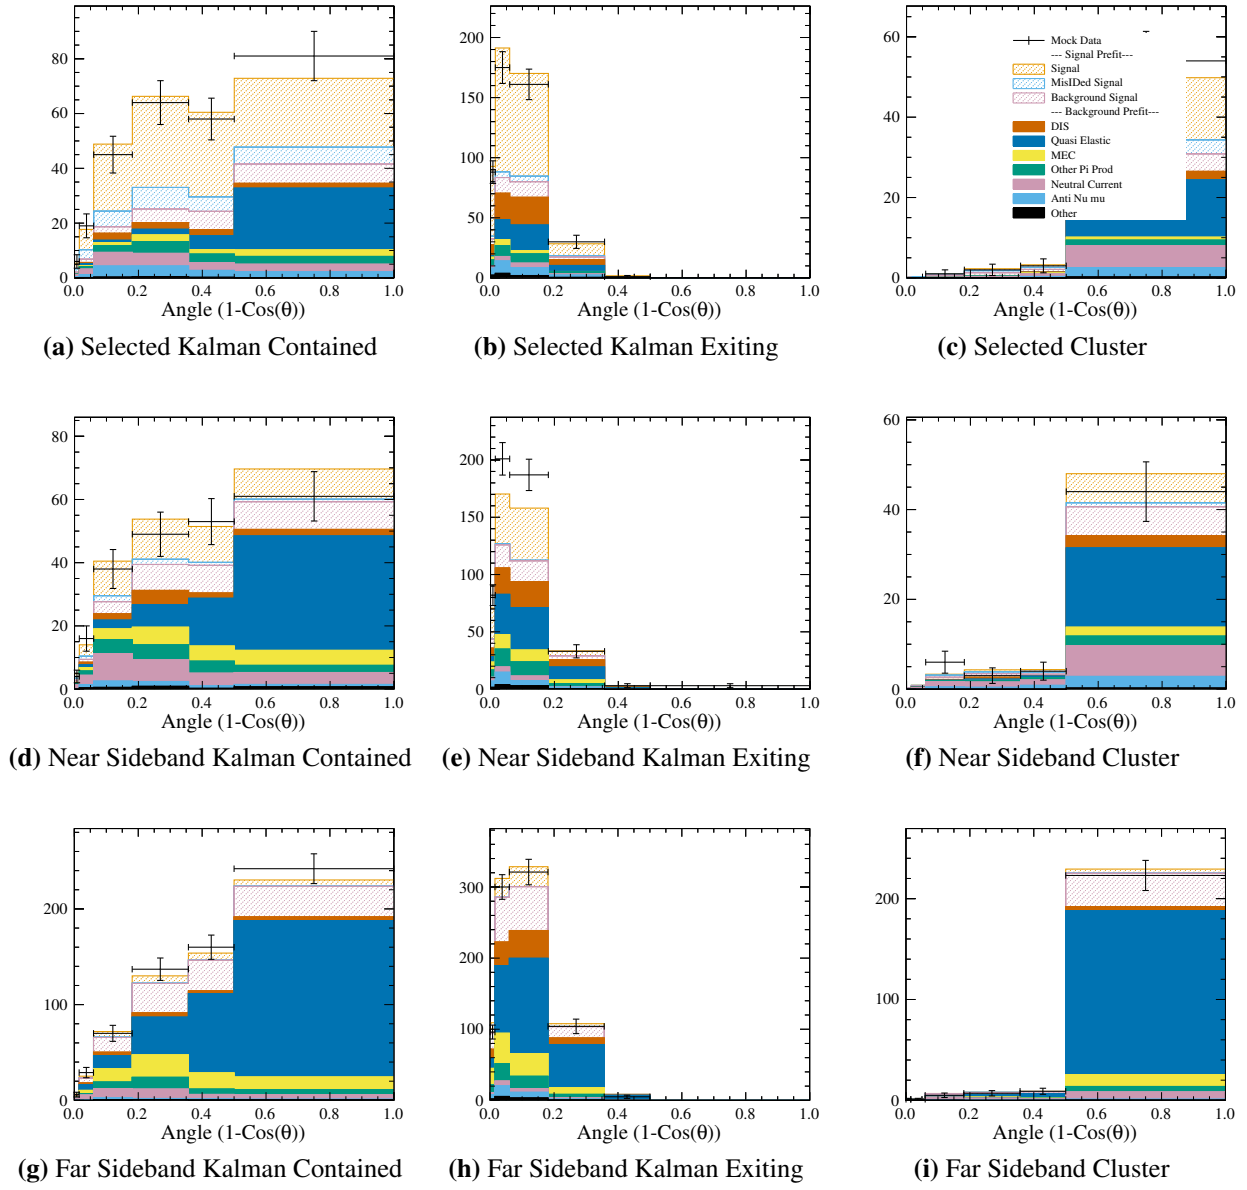 80
60
40
20
0
0.0 0.2 0.4 0.6 0.8 1.0
Angle (1-Cos(θ))
(a) Selected Kalman Contained
200
150
100
50
0
0.0 0.2 0.4 0.6 0.8 1.0
Angle (1-Cos(θ))
(b) Selected Kalman Exiting
60
40
20
0
Mock Data
--- Signal Prefit---
Signal
MisIDed Signal
Background Signal
--- Background Prefit---
DIS
Quasi Elastic
MEC
Other Pi Prod
Neutral Current
Anti Nu mu
Other
0.0 0.2 0.4 0.6 0.8 1.0
Angle (1-Cos(θ))
(c) Selected Cluster
80
60
40
20
0
0.0 0.2 0.4 0.6 0.8 1.0
Angle (1-Cos(θ))
(d) Near Sideband Kalman Contained
200
150
100
50
0
0.0 0.2 0.4 0.6 0.8 1.0
Angle (1-Cos(θ))
(e) Near Sideband Kalman Exiting
60
40
20
0
0.0 0.2 0.4 0.6 0.8 1.0
Angle (1-Cos(θ))
(f) Near Sideband Cluster
200
100
0
0.0 0.2 0.4 0.6 0.8 1.0
Angle (1-Cos(θ))
(g) Far Sideband Kalman Contained
300
200
100
0
0.0 0.2 0.4 0.6 0.8 1.0
Angle (1-Cos(θ))
(h) Far Sideband Kalman Exiting
200
100
0
0.0 0.2 0.4 0.6 0.8 1.0
Angle (1-Cos(θ))
(i) Far Sideband Cluster